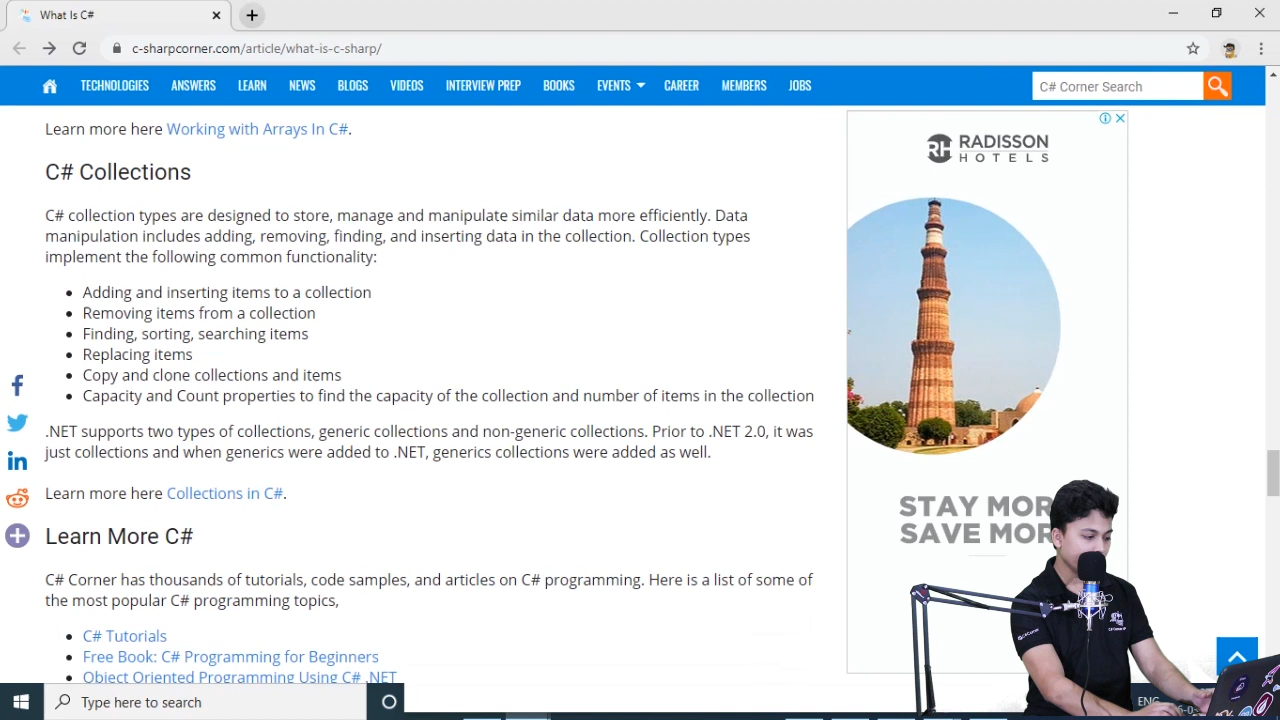 What Is C#
c-sharpcorner.com/article/what-is-c-sharp/
TECHNOLOGIES ANSWERS LEARN NEWS BLOGS VIDEOS INTERVIEW PREP BOOKS EVENTS CAREER MEMBERS JOBS
C# Corner Search
Learn more here Working with Arrays In C#.
C# Collections
C# collection types are designed to store, manage and manipulate similar data more efficiently. Data
manipulation includes adding, removing, finding, and inserting data in the collection. Collection types
implement the following common functionality:
Adding and inserting items to a collection
Removing items from a collection
Finding, sorting, searching items
Replacing items
Copy and clone collections and items
Capacity and Count properties to find the capacity of the collection and number of items in the collection
.NET supports two types of collections, generic collections and non-generic collections. Prior to .NET 2.0, it was
just collections and when generics were added to .NET, generics collections were added as well.
Learn more here Collections in C#.
Learn More C#
C# Corner has thousands of tutorials, code samples, and articles on C# programming. Here is a list of some of
the most popular C# programming topics,
C# Tutorials
Free Book: C# Programming for Beginners
Object Oriented Programming Using C# .NET
RH RADISSON
HOTELS
STAY MOR
SAVE MOR
Type here to search
ENG